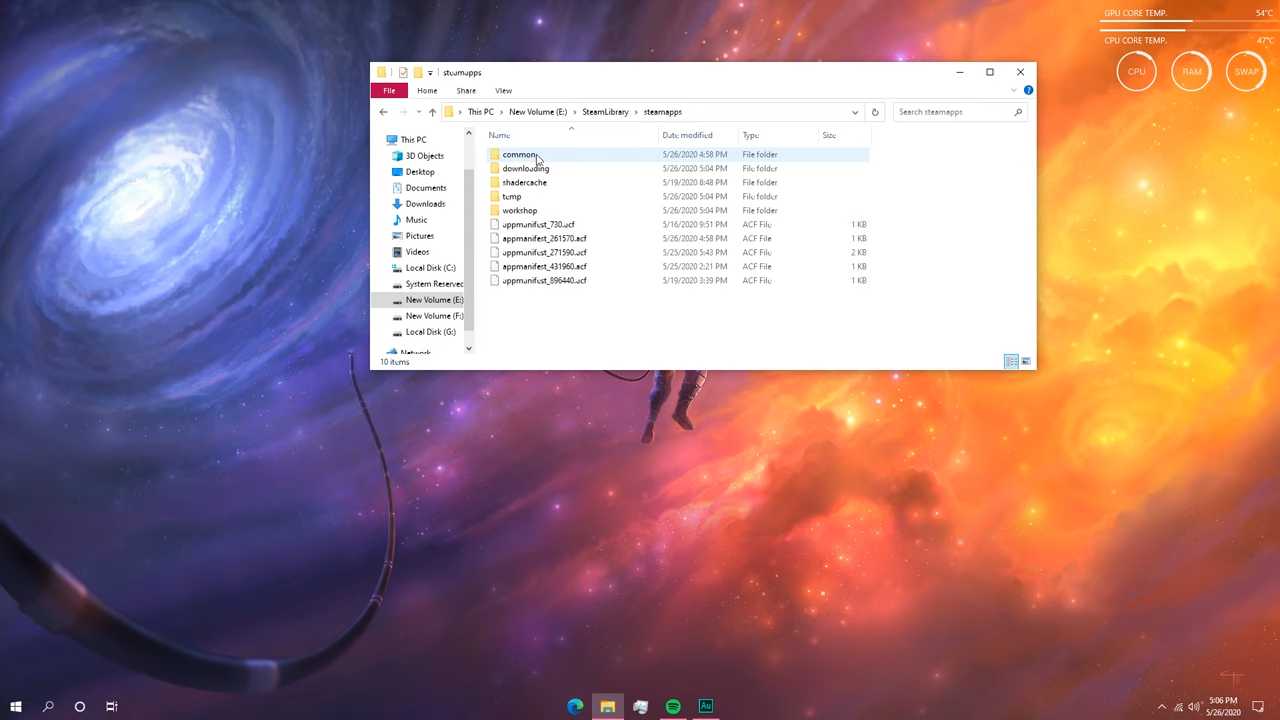 GPU CORE TEMP. 54°C
CPU CORE TEMP. 47°C
CPU RAM SWAP
steamapps
File Home Share View
This PC New Volume (E:) SteamLibrary steamapps
Search steamapps
Name Date modified Type Size
This PC
3D Objects
Desktop
Documents
Downloads
Music
Pictures
Videos
Local Disk (C:)
System Reserved
New Volume (E:)
New Volume (F:)
Local Disk (G:)
Network
common 5/26/2020 4:58 PM File folder
downloading 5/26/2020 5:04 PM File folder
shadercache 5/19/2020 8:48 PM File folder
temp 5/26/2020 5:04 PM File folder
workshop 5/26/2020 5:04 PM File folder
appmanifest_730.acf 5/16/2020 9:51 PM ACF File 1 KB
appmanifest_261570.acf 5/26/2020 4:58 PM ACF File 1 KB
appmanifest_271590.acf 5/25/2020 5:43 PM ACF File 2 KB
appmanifest_431960.acf 5/25/2020 2:21 PM ACF File 1 KB
appmanifest_896440.acf 5/19/2020 3:39 PM ACF File 1 KB
10 items
Au
5:06 PM
5/26/2020